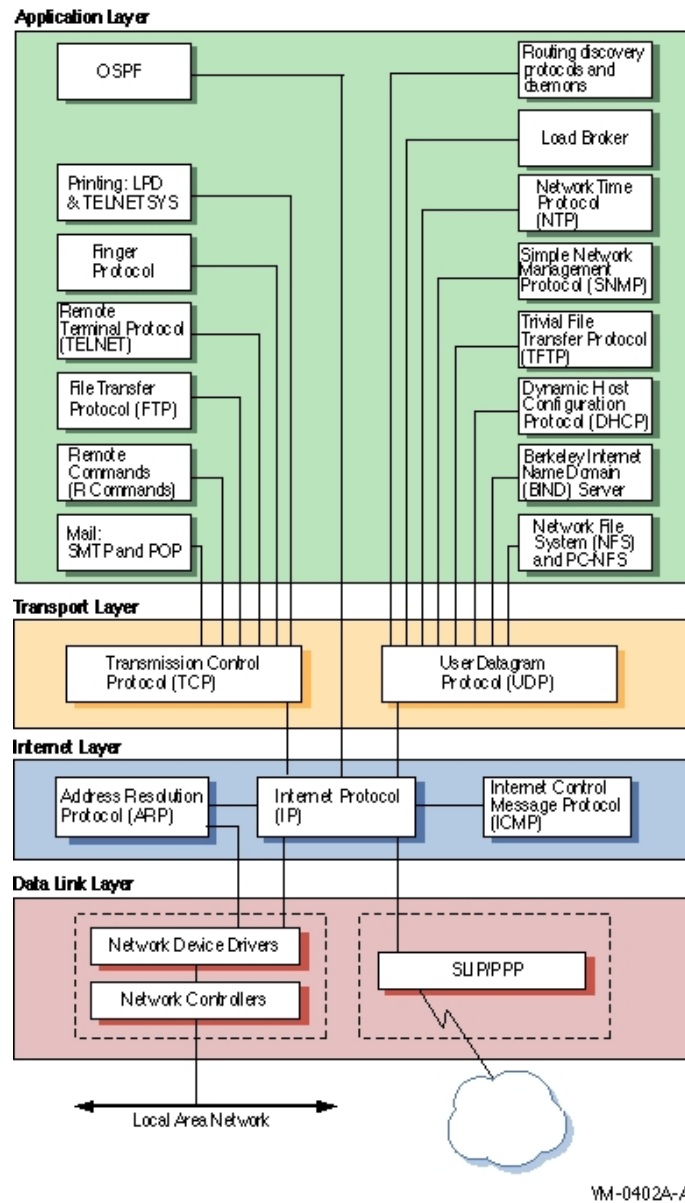 Application Layer
OSPF
Routing discovery
protocols and
daemons
Load Broker
Printing: LPD
& TELNETSYS
Network Time
Protocol
(NTP)
Finger
Protocol
Simple Network
Management
Protocol (SNMP)
Remote
Terminal Protocol
(TELNET)
Trivial File
Transfer Protocol
(TFTP)
File Transfer
Protocol (FTP)
Dynamic Host
Configuration
Protocol (DHCP)
Remote
Commands
(R Commands)
Berkeley Internet
Name Domain
(BIND) Server
Mail:
SMTP and POP
Network File
System (NFS)
and PC-NFS
Transport Layer
Transmission Control
Protocol (TCP)
User Datagram
Protocol (UDP)
Internet Layer
Address Resolution
Protocol (ARP)
Internet Protocol
(IP)
Internet Control
Message Protocol
(ICMP)
Data Link Layer
Network Device Drivers
SLIP/PPP
Network Controllers
Local Area Network
VM-0402A-A